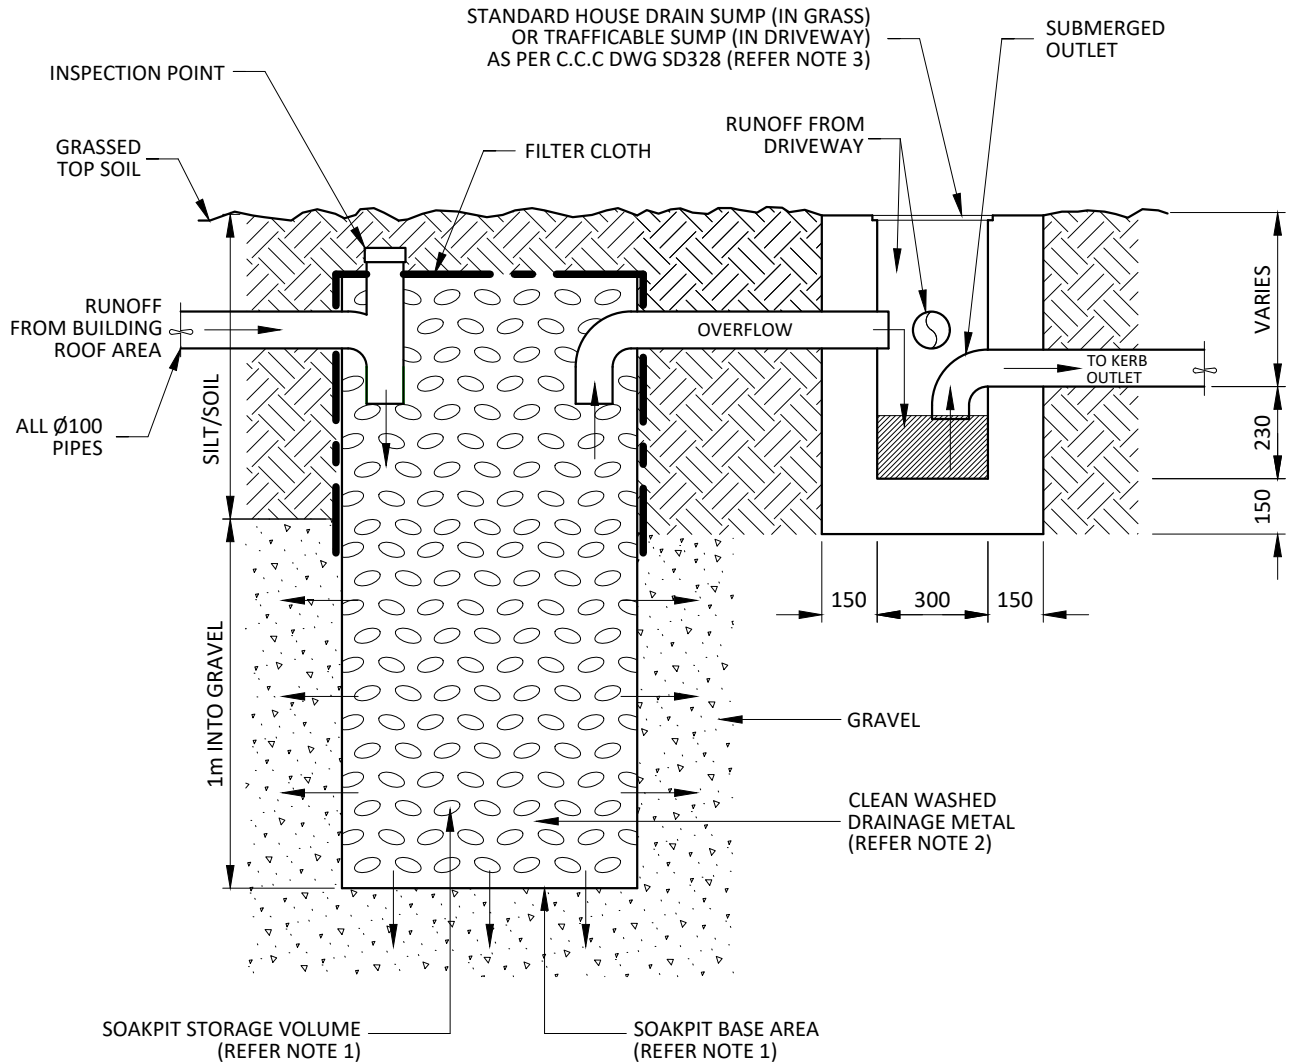 STANDARD HOUSE DRAIN SUMP (IN GRASS)
OR TRAFFICABLE SUMP (IN DRIVEWAY)
AS PER C.C.C DWG SD328 (REFER NOTE 3)
SUBMERGED
OUTLET
INSPECTION POINT
RUNOFF FROM
DRIVEWAY
GRASSED
TOP SOIL
FILTER CLOTH
RUNOFF
FROM BUILDING
ROOF AREA
OVERFLOW
TO KERB
OUTLET
VARIES
ALL Ø100
PIPES
SILT/SOIL
230
150
150
300
150
1m INTO GRAVEL
GRAVEL
CLEAN WASHED
DRAINAGE METAL
(REFER NOTE 2)
SOAKPIT STORAGE VOLUME
(REFER NOTE 1)
SOAKPIT BASE AREA
(REFER NOTE 1)